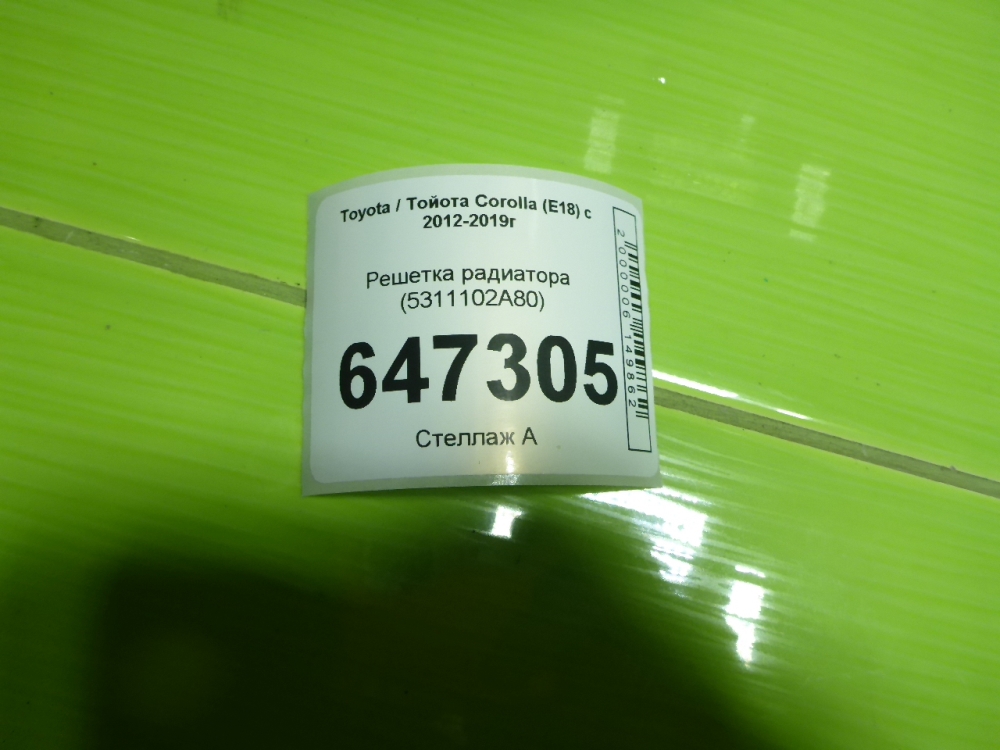 Toyota / Тойота Corolla (E18) с
2012-2019г
Решетка радиатора
(5311102A80)
647305
Стеллаж А
2000006149862